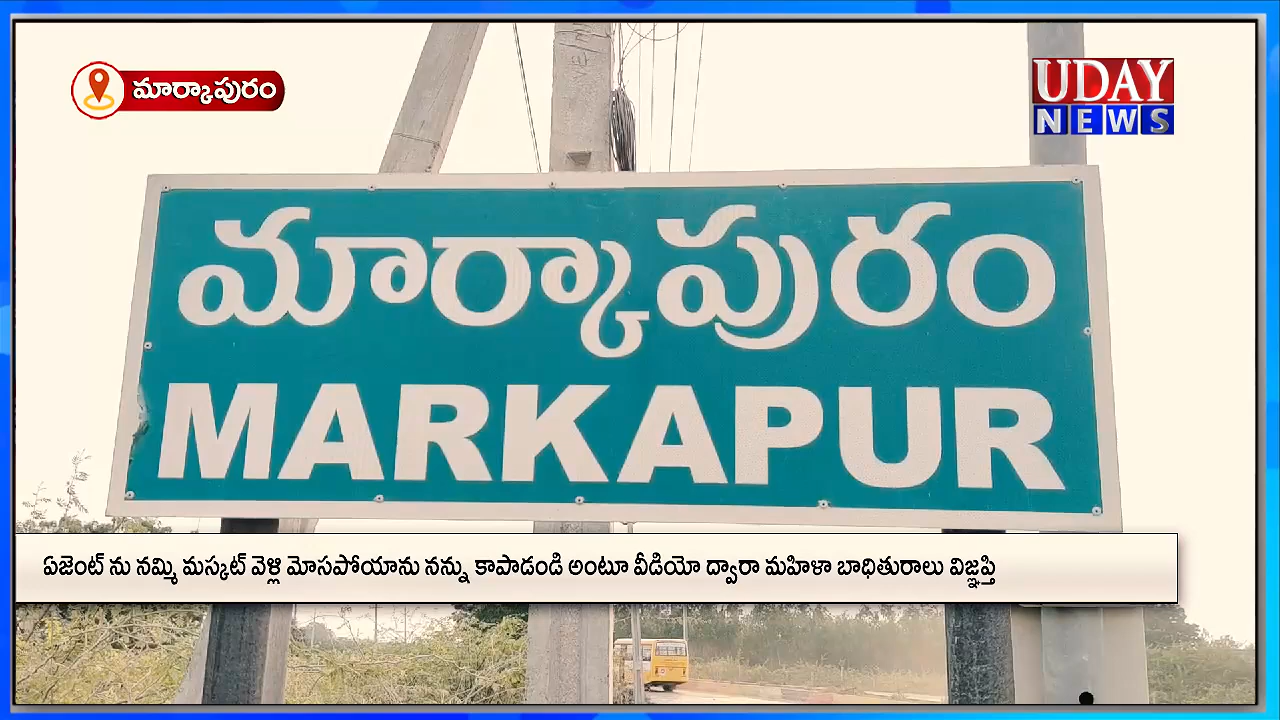 మార్కాపురం
UDAY
NEWS
మార్కాపురం
MARKAPUR
ఏజెంట్ ను నమ్మి మస్కట్ వెళ్లి మోసపోయాను నన్ను కాపాడండి అంటూ వీడియో ద్వారా మహిళా బాధితురాలు విజ్ఞప్తి